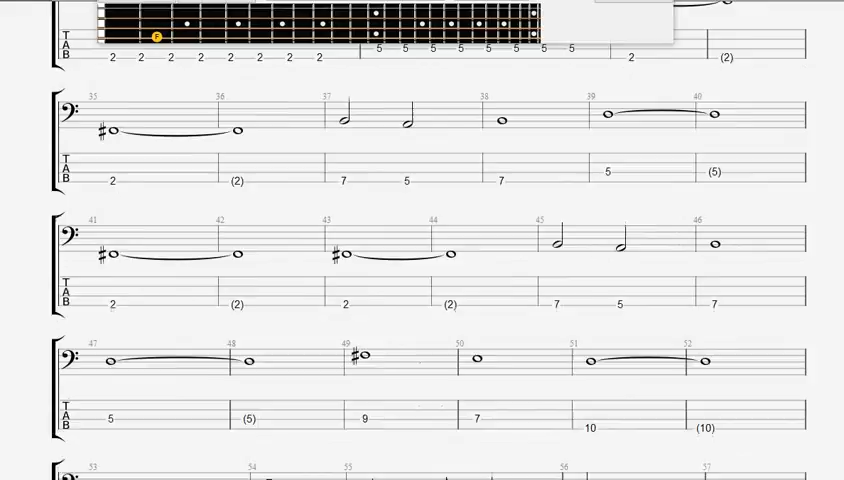 F
T 5 5 5 5 5 5 5 5
A
B 2 2 2 2 2 2 2 2 2 (2)
35 36 37 38 39 40
T
A 5 (5)
B 2 (2) 7 5 7
41 42 43 44 45 46
T
A
B 2 (2) 2 (2) 7 5 7
47 48 49 50 51 52
T
A 5 (5) 9 7
B 10 (10)
53 54 55 56 57